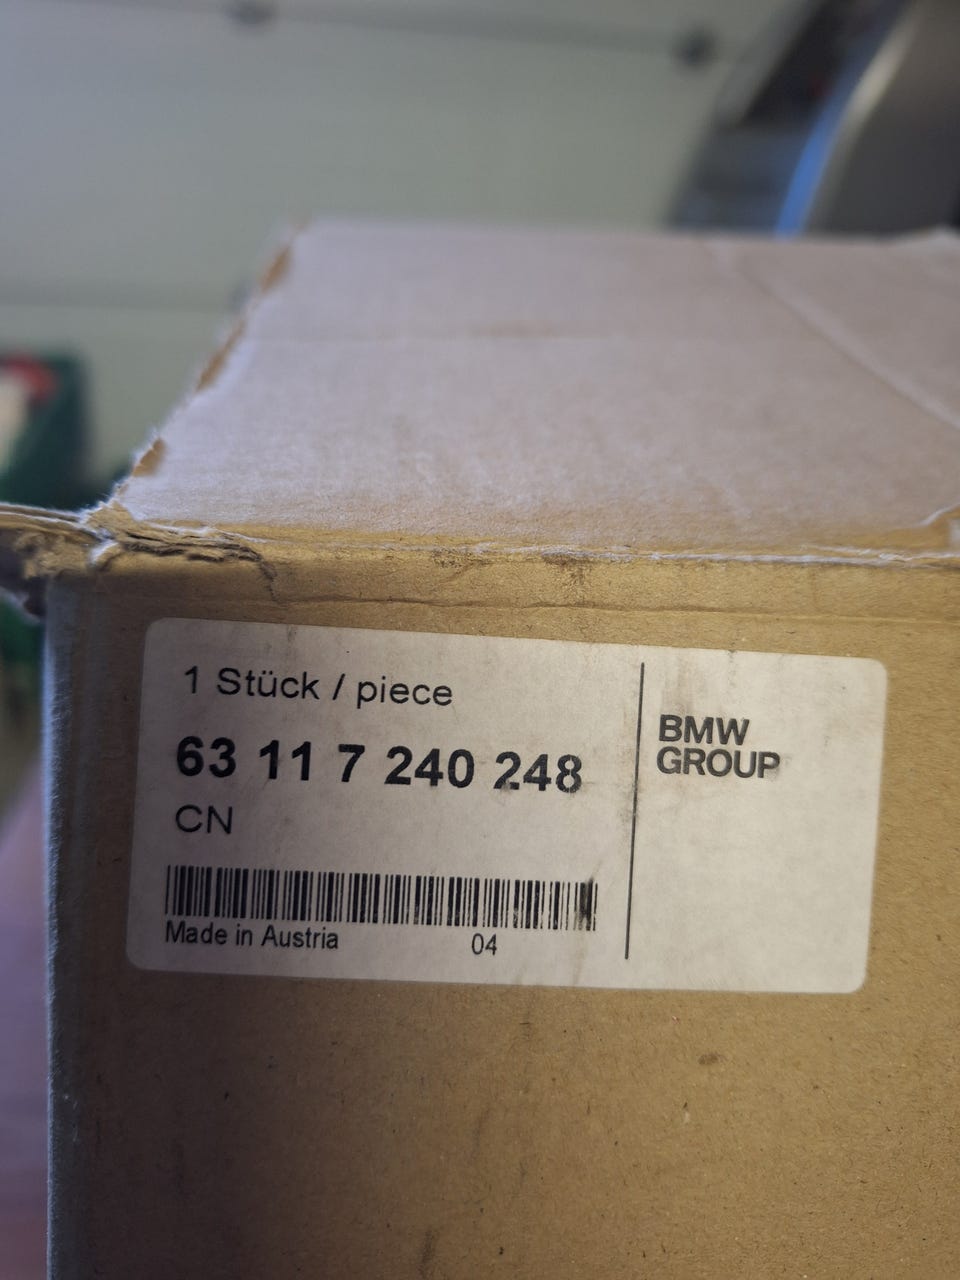 1 Stück / piece
63 11 7 240 248
CN
Made in Austria 04
BMW
GROUP